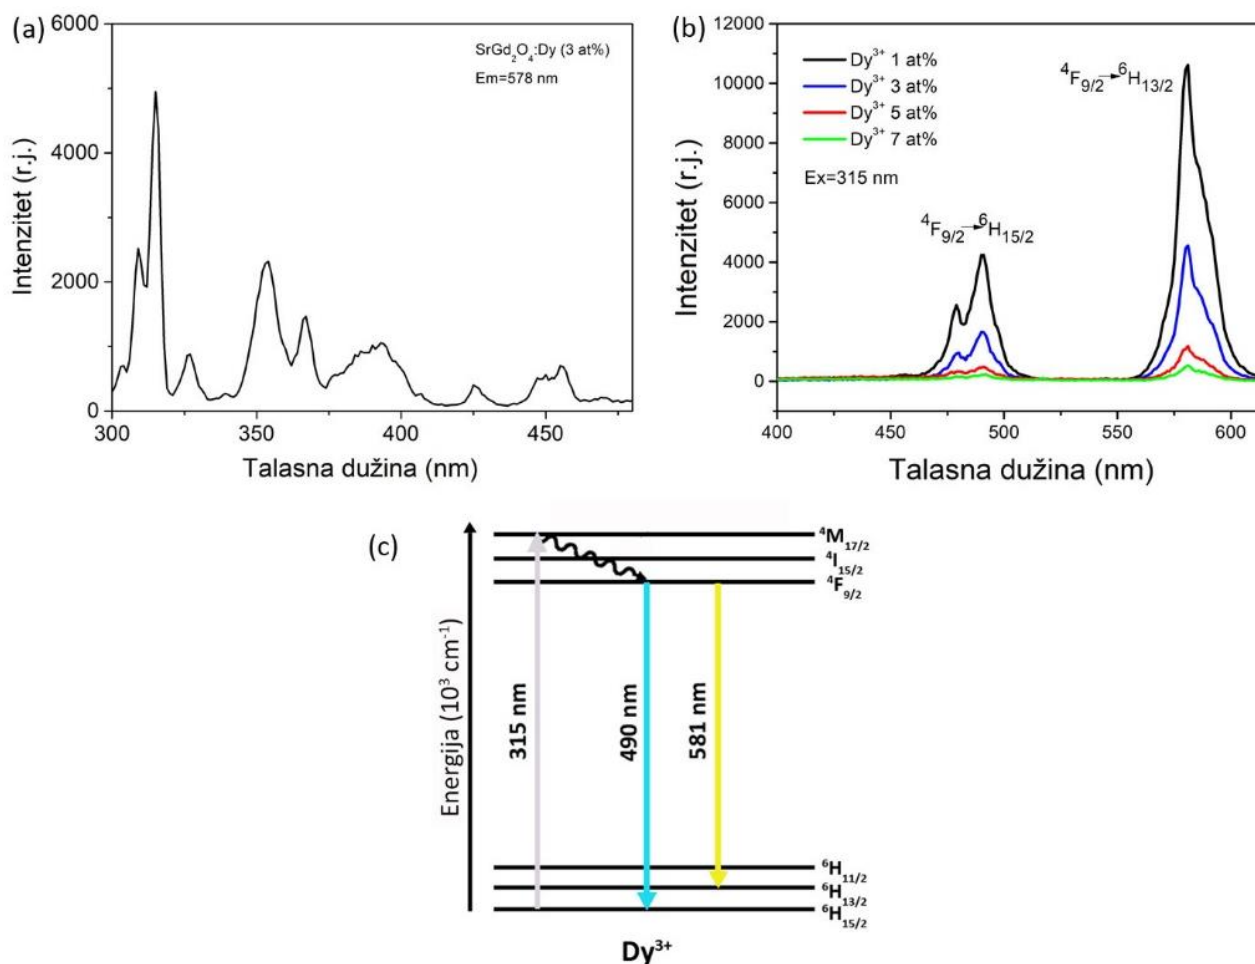 (a)
6000
4000
2000
0
Intenzitet (r.j.)
SrGd₂O₄:Dy (3 at%)
Em=578 nm
300
350
400
450
Talasna dužina (nm)
(b)
12000
10000
8000
6000
4000
2000
0
Intenzitet (r.j.)
Dy³⁺ 1 at%
Dy³⁺ 3 at%
Dy³⁺ 5 at%
Dy³⁺ 7 at%
Ex=315 nm
⁴F₉/₂→⁶H₁₅/₂
⁴F₉/₂→⁶H₁₃/₂
400
450
500
550
600
Talasna dužina (nm)
(c)
Energija (10³ cm⁻¹)
315 nm
490 nm
581 nm
⁴M₁₇/₂
⁴I₁₅/₂
⁴F₉/₂
⁶H₁₁/₂
⁶H₁₃/₂
⁶H₁₅/₂
Dy³⁺